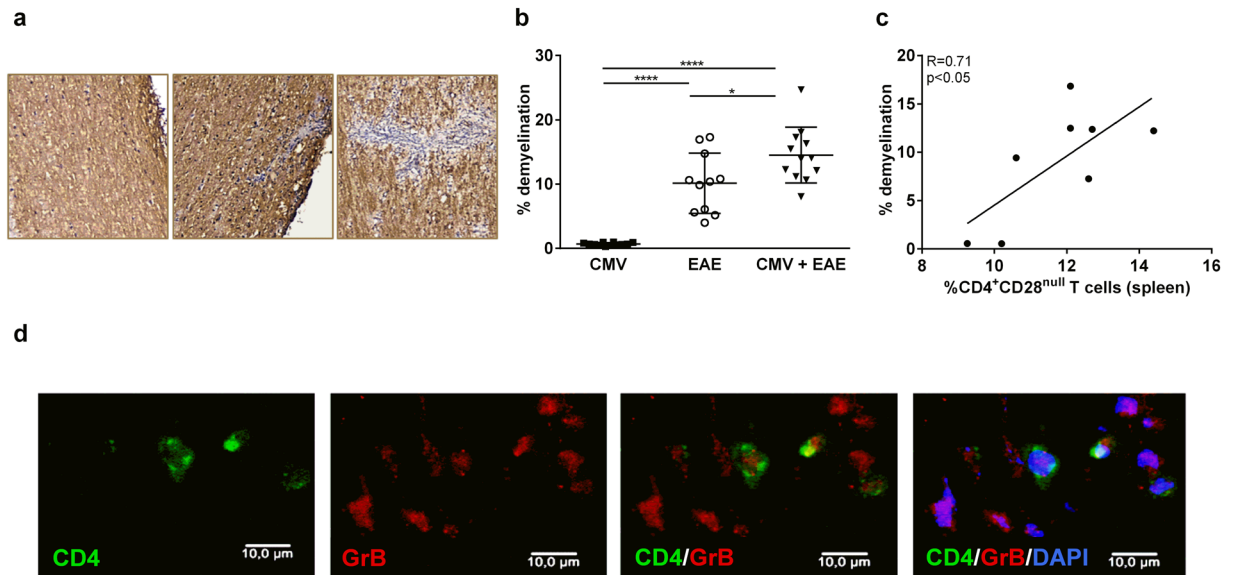 a
b
c
30
20
10
0
% demyelination
****
****
*
CMV
EAE
CMV + EAE
20
15
10
5
0
% demyelination
R=0.71
p<0.05
8
10
12
14
16
%CD4⁺CD28ⁿᵘˡˡ T cells (spleen)
d
CD4
10,0 µm
GrB
10,0 µm
CD4/GrB
10,0 µm
CD4/GrB/DAPI
10,0 µm